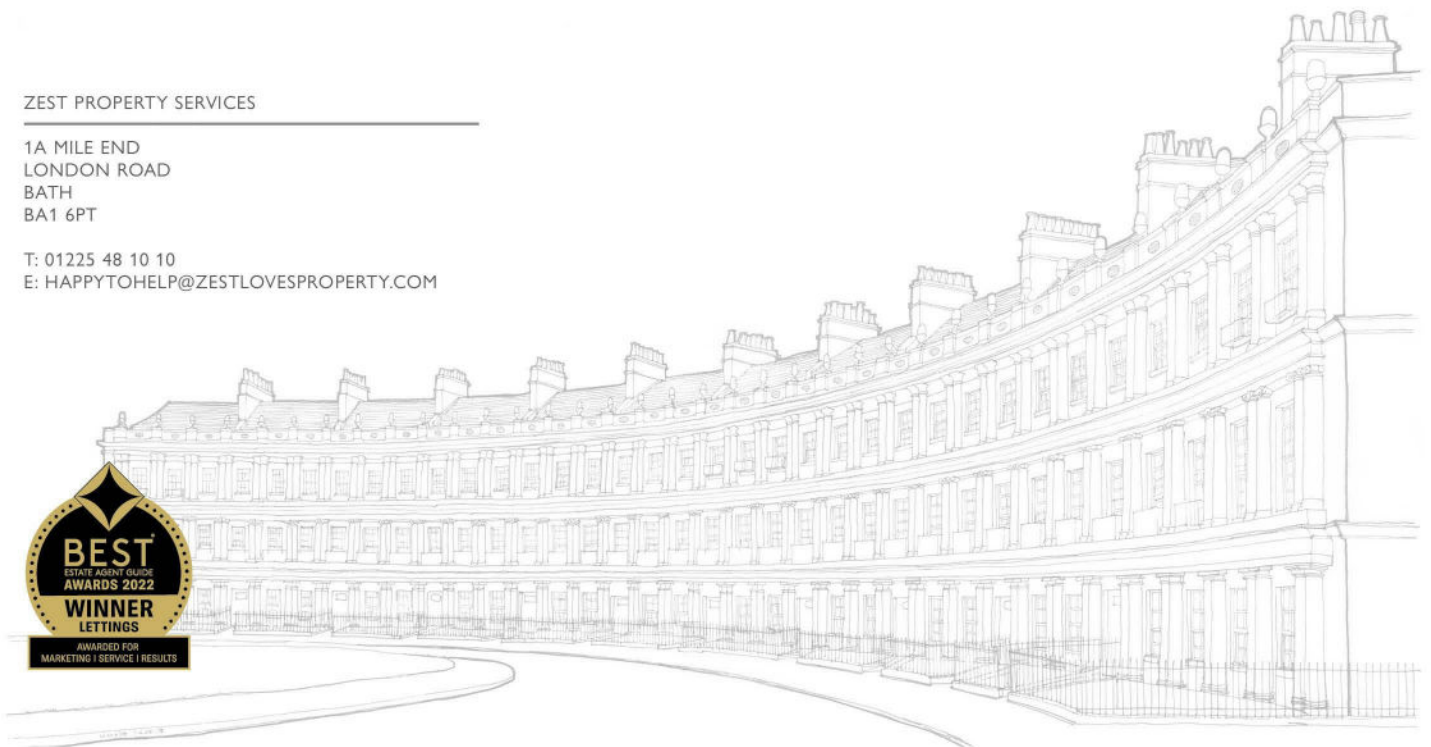 ZEST PROPERTY SERVICES
1A MILE END
LONDON ROAD
BATH
BA1 6PT
T: 01225 48 10 10
E: HAPPYTOHELP@ZESTLOVESPROPERTY.COM
BEST
ESTATE AGENT GUIDE
AWARDS 2022
WINNER
LETTINGS
AWARDED FOR
MARKETING I SERVICE I RESULTS